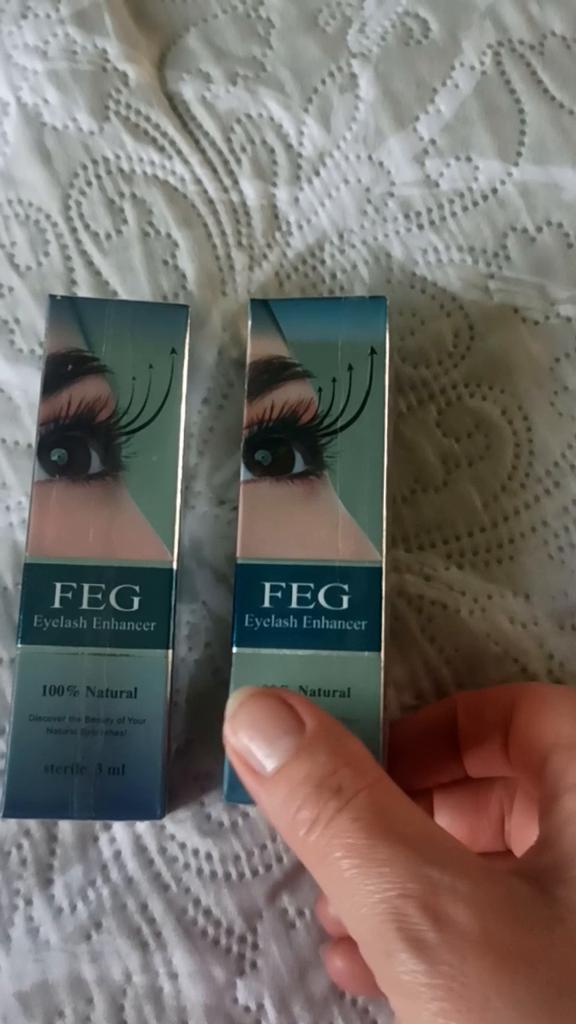 FEG
Eyelash Enhancer
100% Natural
Discover the Beauty of Your
Natural Eyelashes!
sterile 3 ml
FEG
Eyelash Enhancer
Natural